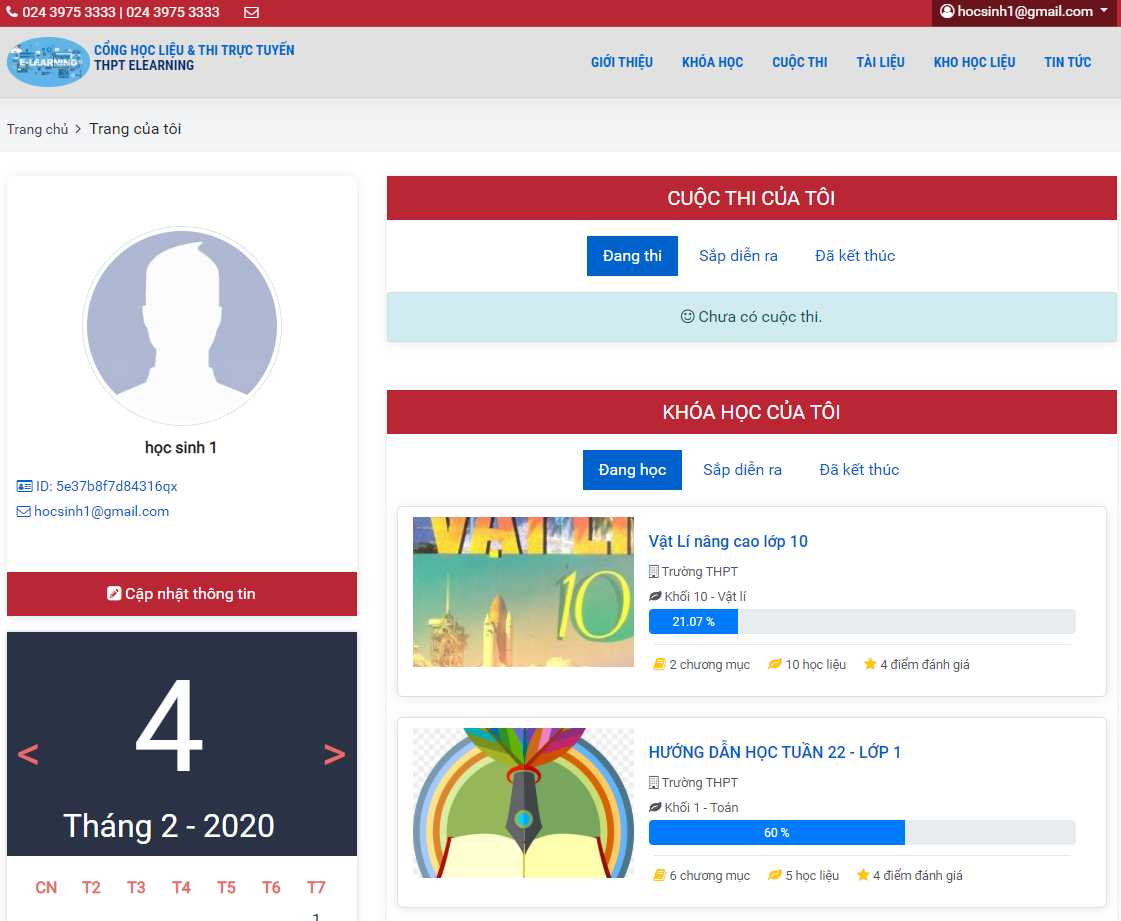 024 3975 3333 | 024 3975 3333
hocsinh1@gmail.com
E-LEARNING
CỔNG HỌC LIỆU & THI TRỰC TUYẾN
THPT ELEARNING
GIỚI THIỆU KHÓA HỌC CUỘC THI TÀI LIỆU KHO HỌC LIỆU TIN TỨC
Trang chủ > Trang của tôi
học sinh 1
ID: 5e37b8f7d84316qx
hocsinh1@gmail.com
Cập nhật thông tin
4
< >
Tháng 2 - 2020
CN T2 T3 T4 T5 T6 T7
1
CUỘC THI CỦA TÔI
Đang thi Sắp diễn ra Đã kết thúc
Chưa có cuộc thi.
KHÓA HỌC CỦA TÔI
Đang học Sắp diễn ra Đã kết thúc
VẬT LÍ
10
Vật Lí nâng cao lớp 10
Trường THPT
Khối 10 - Vật lí
21.07 %
2 chương mục 10 học liệu 4 điểm đánh giá
HƯỚNG DẪN HỌC TUẦN 22 - LỚP 1
Trường THPT
Khối 1 - Toán
60 %
6 chương mục 5 học liệu 4 điểm đánh giá